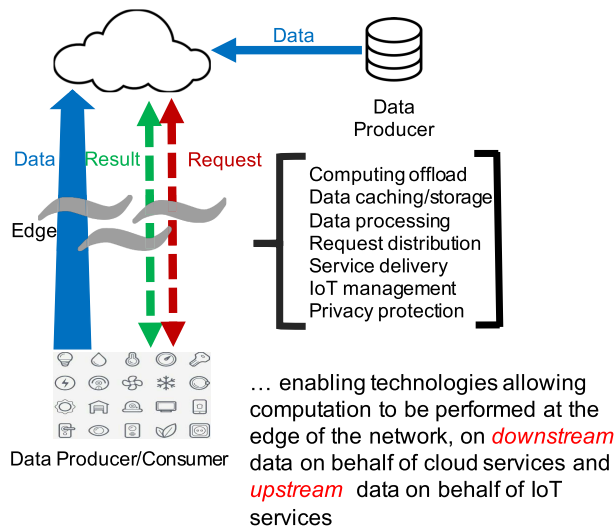 Data
Data
Producer
Data
Result
Request
Edge
Computing offload
Data caching/storage
Data processing
Request distribution
Service delivery
IoT management
Privacy protection
Data Producer/Consumer
... enabling technologies allowing
computation to be performed at the
edge of the network, on downstream
data on behalf of cloud services and
upstream data on behalf of IoT
services